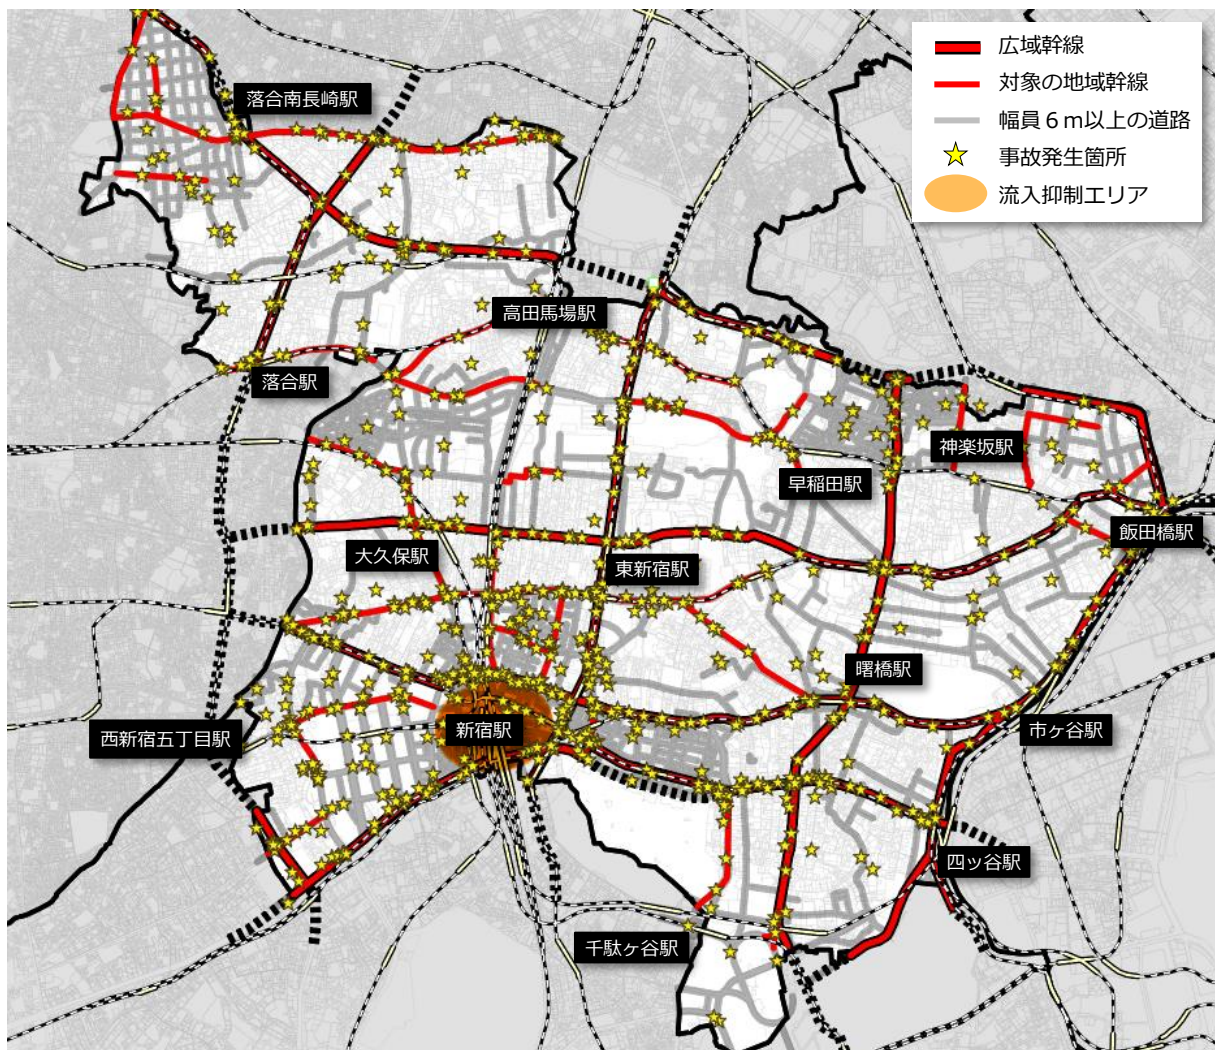 広域幹線
対象の地域幹線
幅員６ｍ以上の道路
事故発生箇所
流入抑制エリア
落合南長崎駅
高田馬場駅
落合駅
神楽坂駅
早稲田駅
飯田橋駅
大久保駅
東新宿駅
曙橋駅
新宿駅
市ヶ谷駅
西新宿五丁目駅
四ッ谷駅
千駄ヶ谷駅